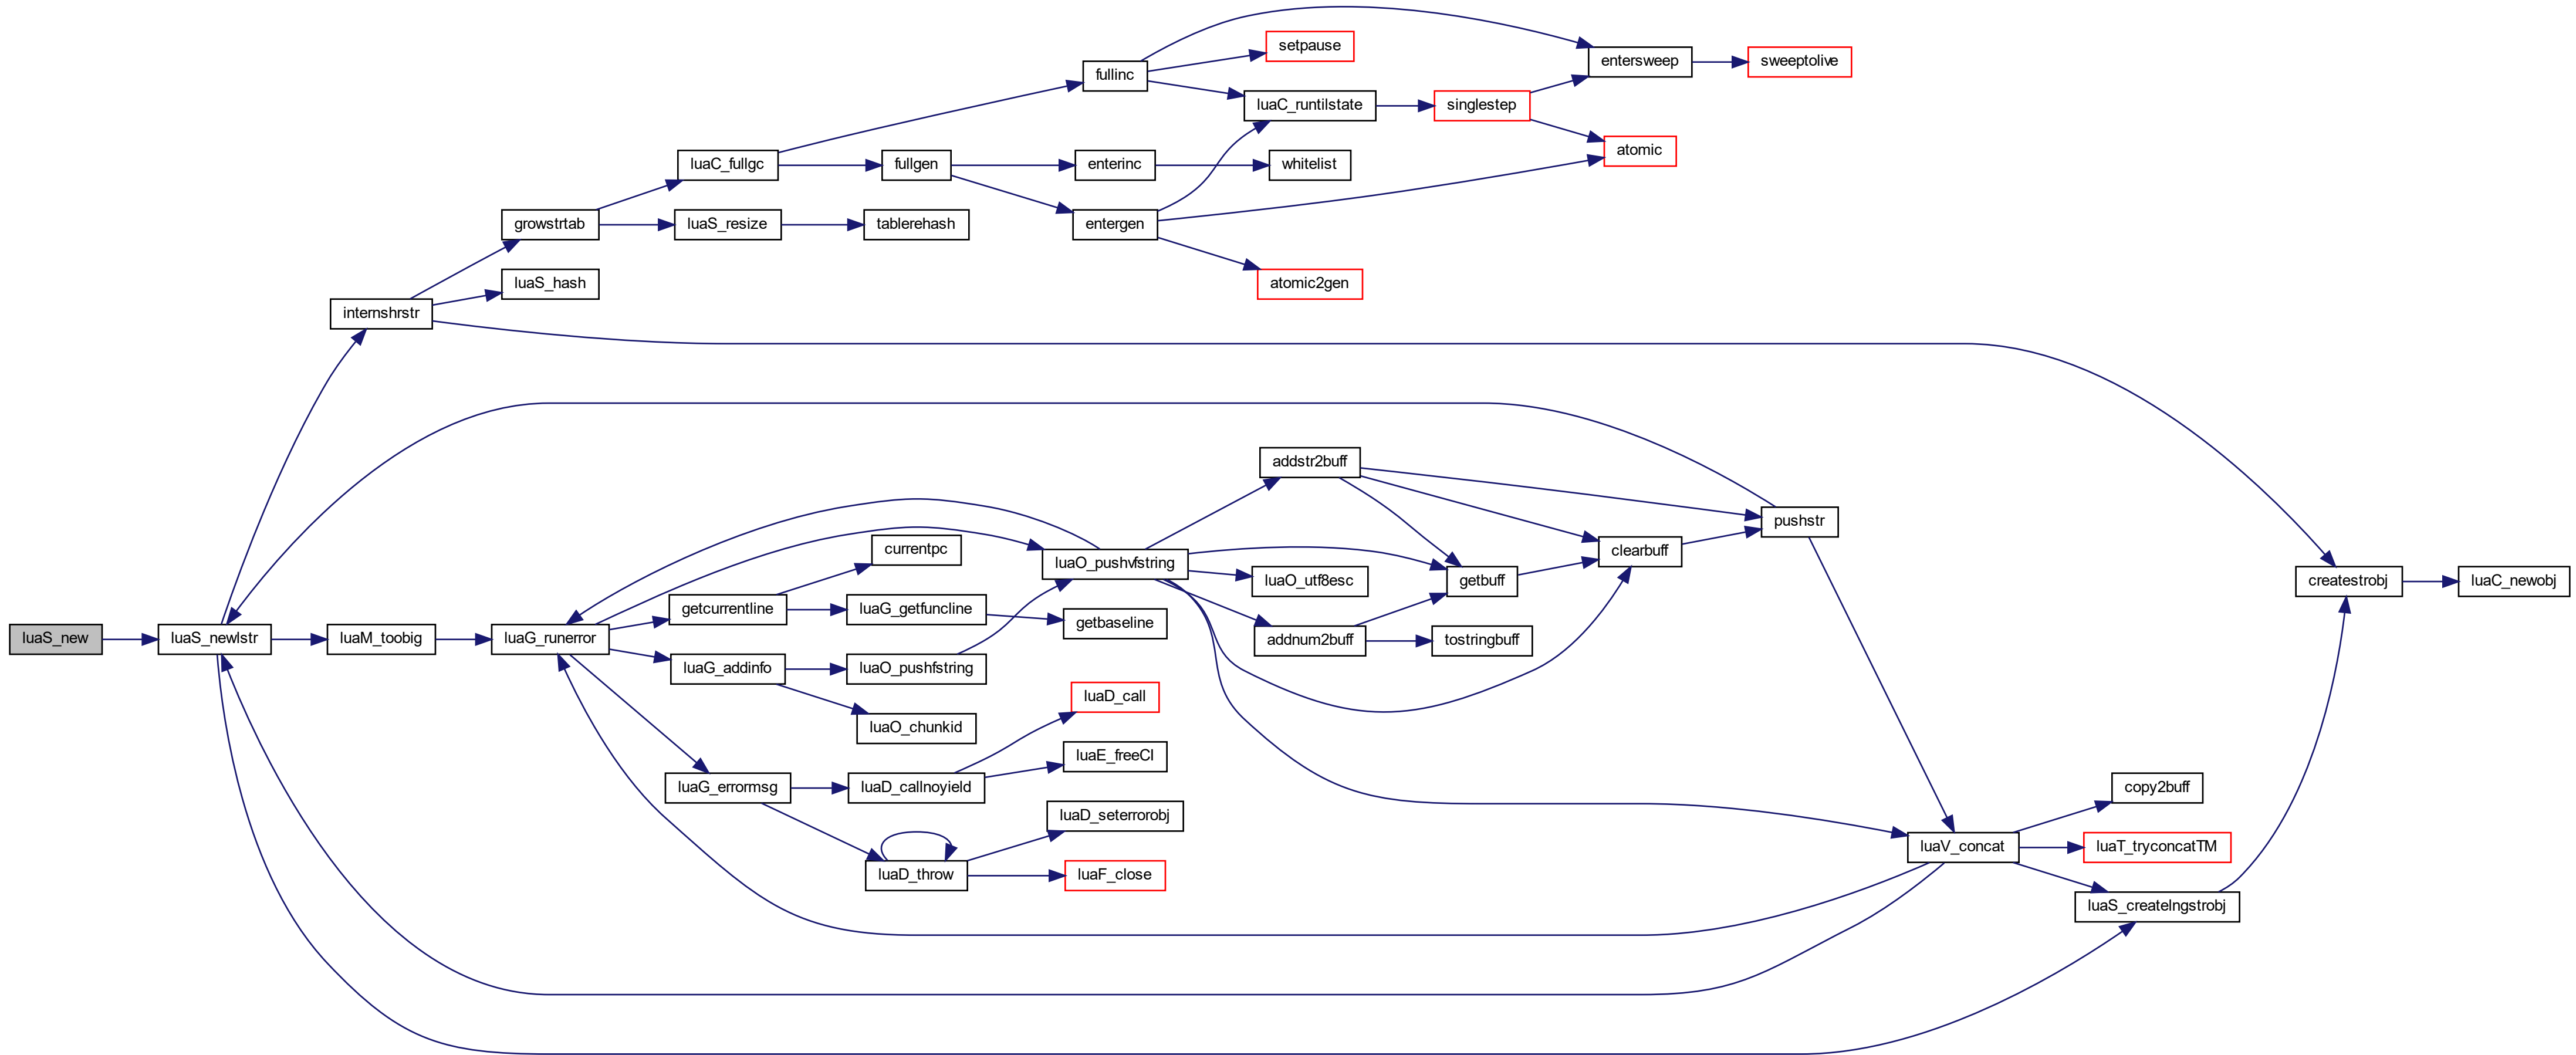 setpause
entersweep
sweeptolive
fullinc
luaC_runtilstate
singlestep
luaC_fullgc
fullgen
enterinc
whitelist
atomic
growstrtab
luaS_resize
tablerehash
entergen
luaS_hash
atomic2gen
internshrstr
addstr2buff
pushstr
currentpc
clearbuff
luaO_pushvfstring
luaO_utf8esc
getbuff
createstrobj
luaC_newobj
getcurrentline
luaG_getfuncline
getbaseline
luaS_new
luaS_newlstr
luaM_toobig
luaG_runerror
addnum2buff
tostringbuff
luaG_addinfo
luaO_pushfstring
luaD_call
luaO_chunkid
luaE_freeCI
luaG_errormsg
luaD_callnoyield
copy2buff
luaD_seterrorobj
luaV_concat
luaT_tryconcatTM
luaD_throw
luaF_close
luaS_createlngstrobj